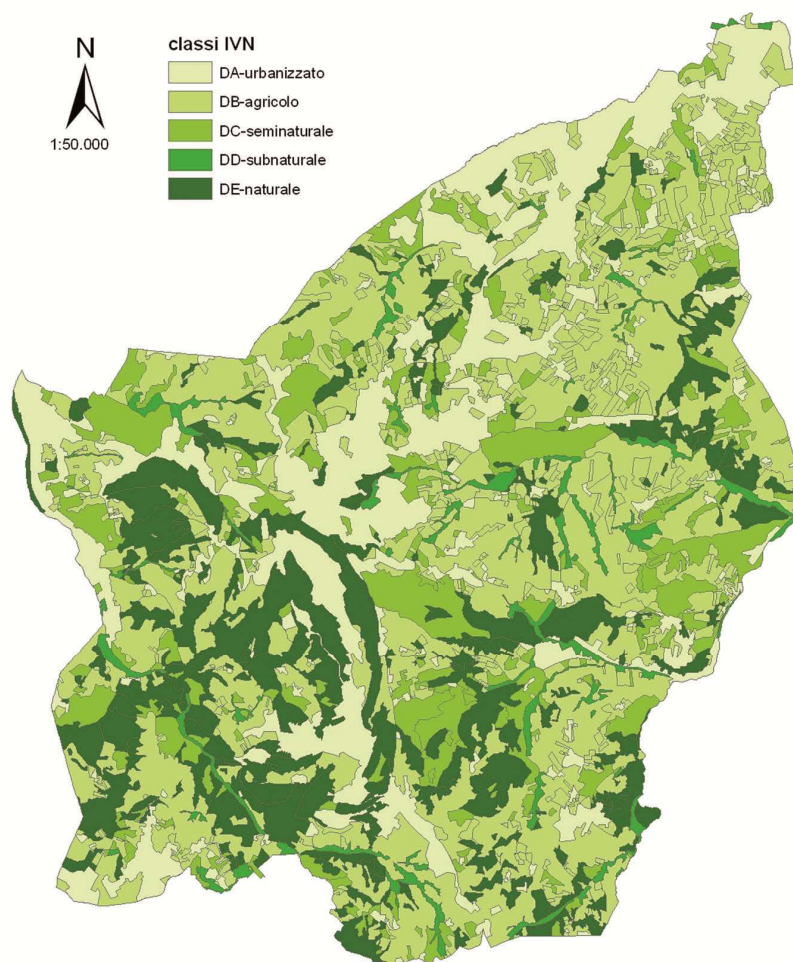 N
1:50.000
classi IVN
DA-urbanizzato
DB-agricolo
DC-seminaturale
DD-subnaturale
DE-naturale